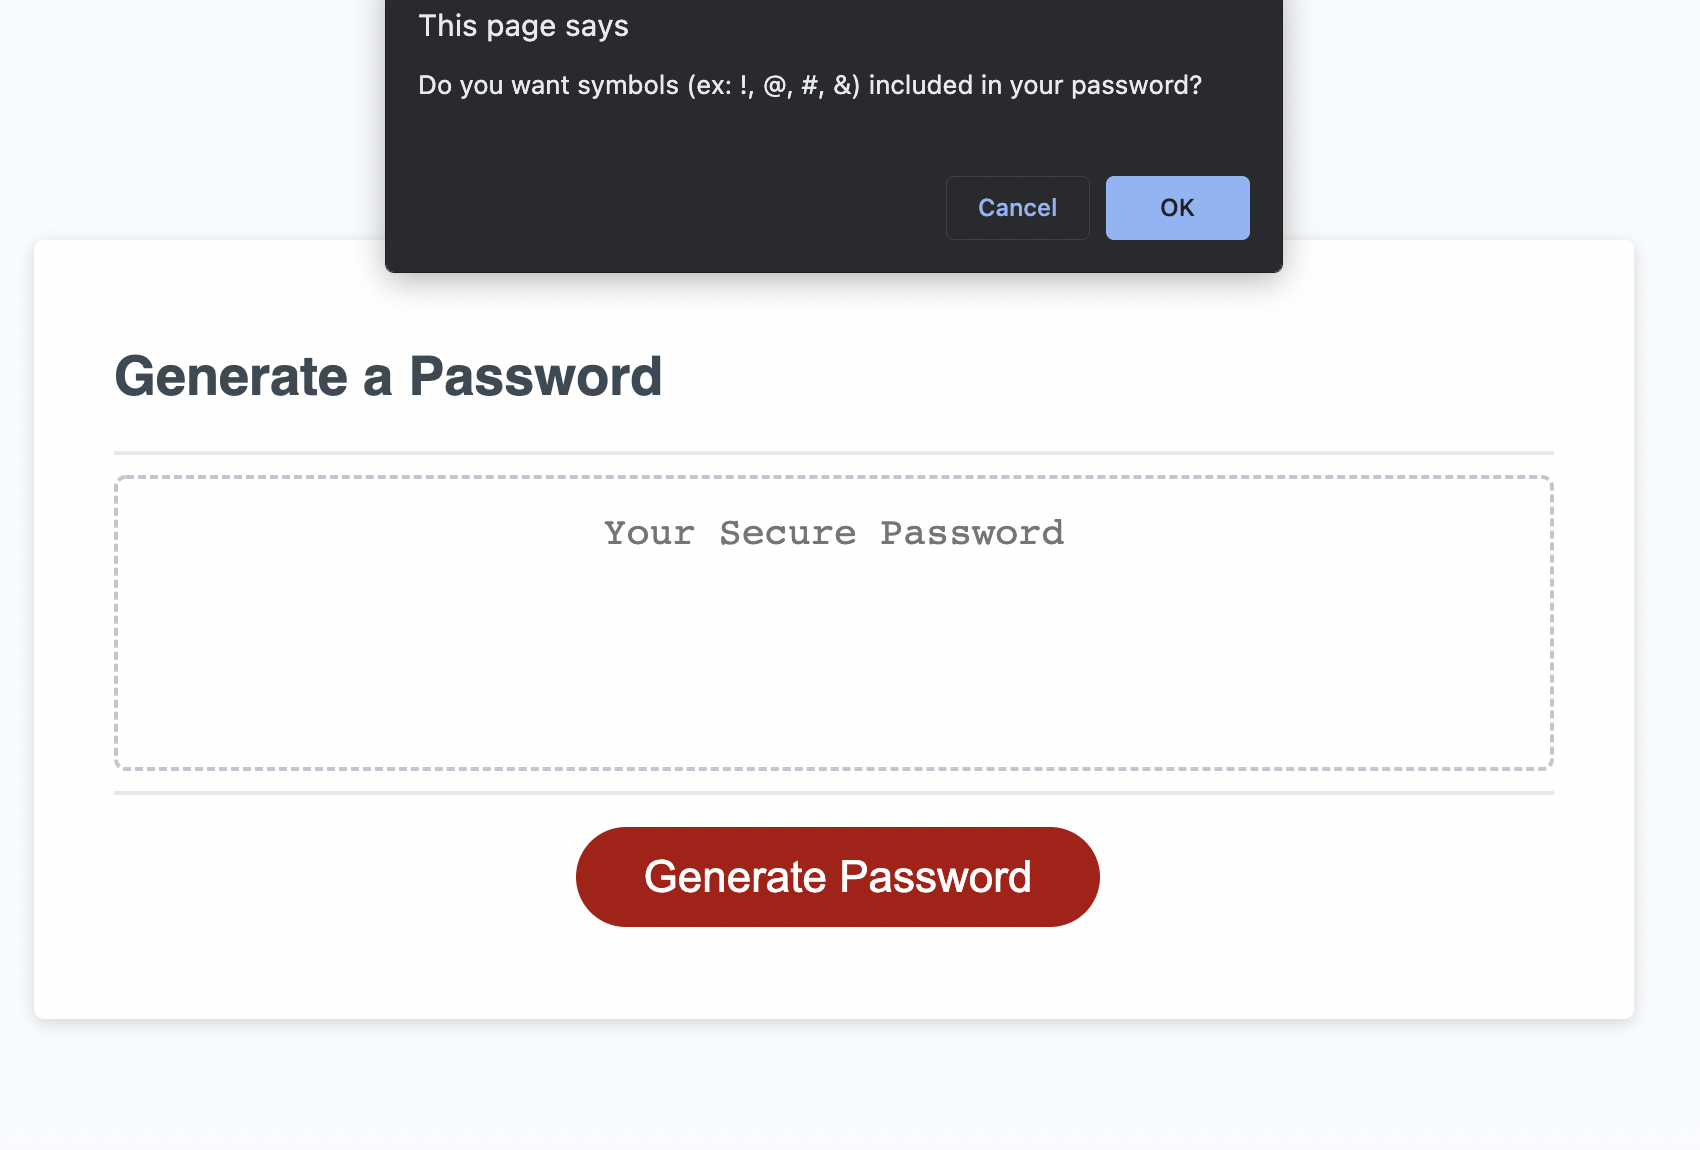 This page says
Do you want symbols (ex: !, @, #, &) included in your password?
Cancel
OK
Generate a Password
Your Secure Password
Generate Password